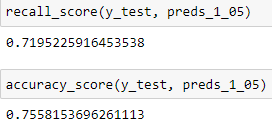 recall_score(y_test, preds_1_05)
0.7195225916453538
accuracy_score(y_test, preds_1_05)
0.7558153696261113